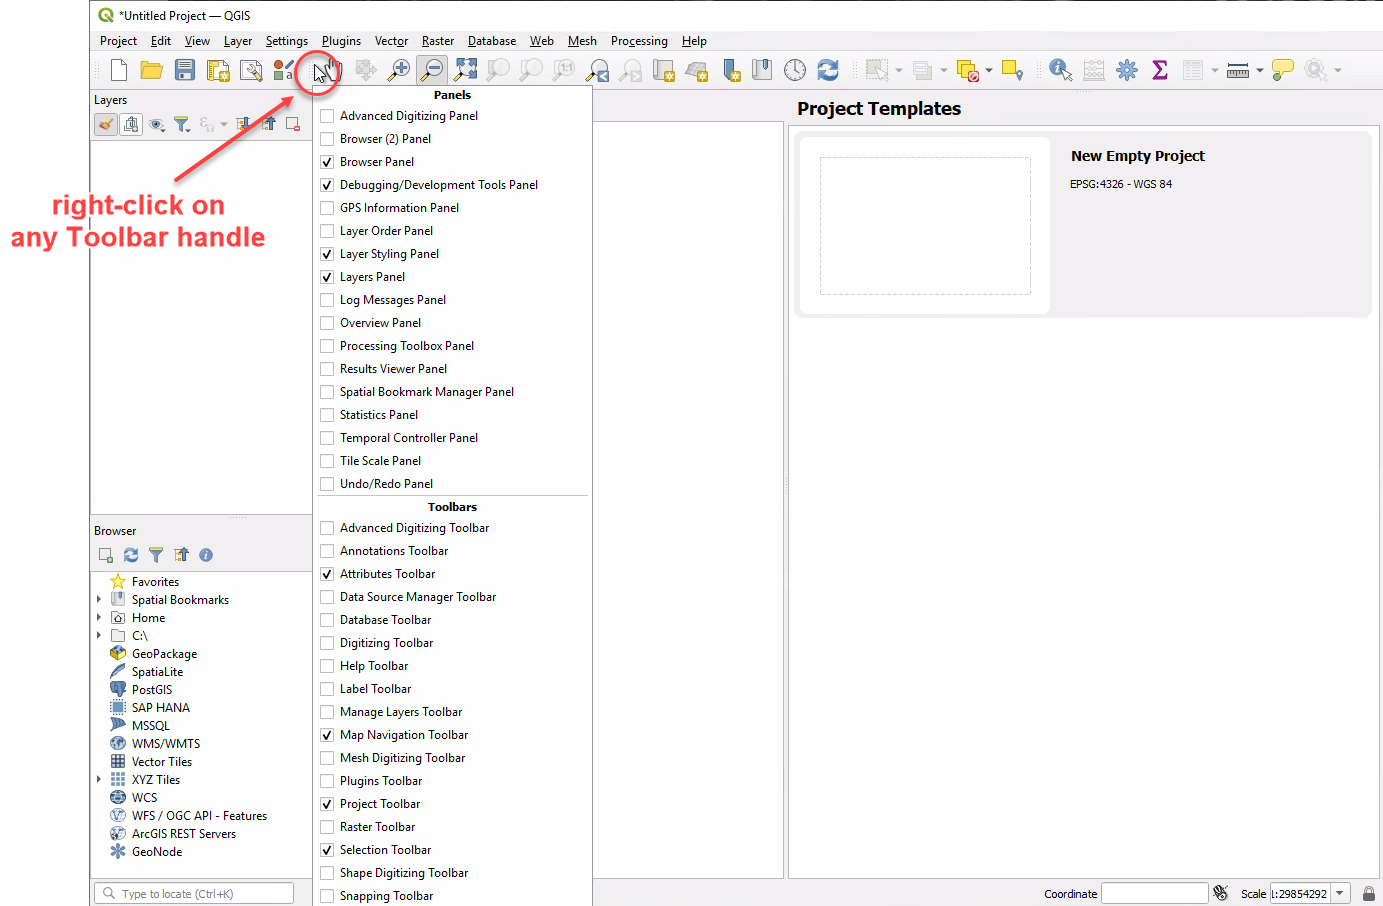 *Untitled Project — QGIS
Project Edit View Layer Settings Plugins Vector Raster Database Web Mesh Processing Help
Layers
right-click on
any Toolbar handle
Panels
Advanced Digitizing Panel
Browser (2) Panel
Browser Panel
Debugging/Development Tools Panel
GPS Information Panel
Layer Order Panel
Layer Styling Panel
Layers Panel
Log Messages Panel
Overview Panel
Processing Toolbox Panel
Results Viewer Panel
Spatial Bookmark Manager Panel
Statistics Panel
Temporal Controller Panel
Tile Scale Panel
Undo/Redo Panel
Toolbars
Advanced Digitizing Toolbar
Annotations Toolbar
Attributes Toolbar
Data Source Manager Toolbar
Database Toolbar
Digitizing Toolbar
Help Toolbar
Label Toolbar
Manage Layers Toolbar
Map Navigation Toolbar
Mesh Digitizing Toolbar
Plugins Toolbar
Project Toolbar
Raster Toolbar
Selection Toolbar
Shape Digitizing Toolbar
Snapping Toolbar
Project Templates
New Empty Project
EPSG:4326 - WGS 84
Browser
Favorites
Spatial Bookmarks
Home
C:\
GeoPackage
SpatiaLite
PostGIS
SAP HANA
MSSQL
WMS/WMTS
Vector Tiles
XYZ Tiles
WCS
WFS / OGC API - Features
ArcGIS REST Servers
GeoNode
Type to locate (Ctrl+K)
Coordinate
Scale 1:29854292